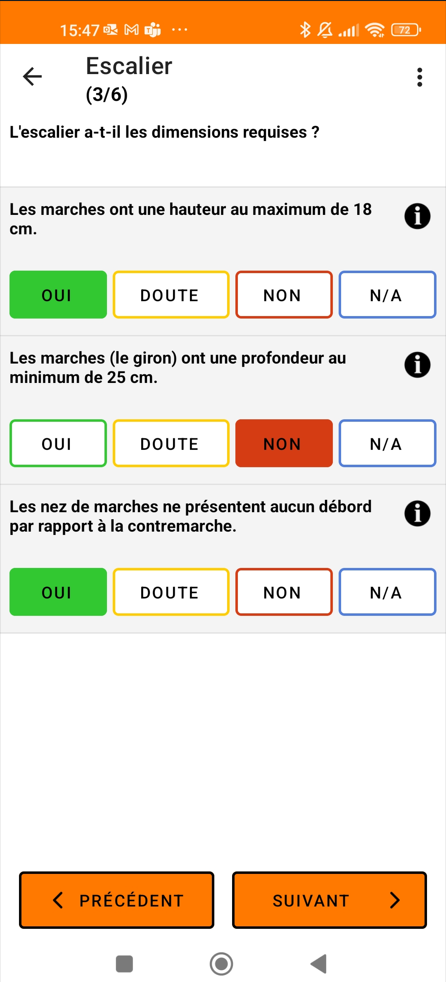 15:47
72
Escalier
(3/6)
L'escalier a-t-il les dimensions requises ?
Les marches ont une hauteur au maximum de 18
cm.
OUI DOUTE NON N/A
Les marches (le giron) ont une profondeur au
minimum de 25 cm.
OUI DOUTE NON N/A
Les nez de marches ne présentent aucun débord
par rapport à la contremarche.
OUI DOUTE NON N/A
PRÉCÉDENT SUIVANT